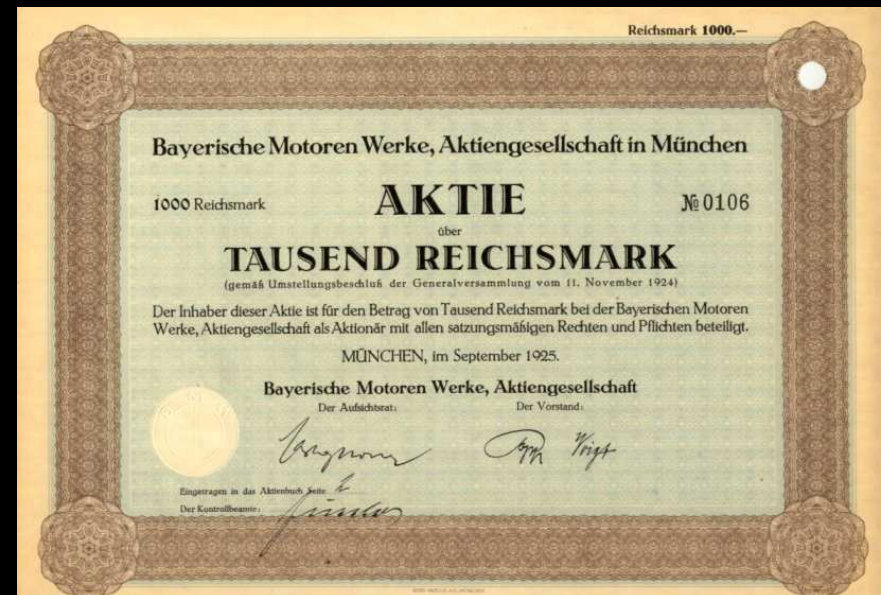 Reichsmark 1000.—
Bayerische Motoren Werke, Aktiengesellschaft in München
1000 Reichsmark AKTIE № 0106
über
TAUSEND REICHSMARK
(gemäß Umstellungsbeschluß der Generalversammlung vom 11. November 1924)
Der Inhaber dieser Aktie ist für den Betrag von Tausend Reichsmark bei der Bayerischen Motoren
Werke, Aktiengesellschaft als Aktionär mit allen satzungsmäßigen Rechten und Pflichten beteiligt.
MÜNCHEN, im September 1925.
Bayerische Motoren Werke, Aktiengesellschaft
Der Aufsichtsrat: Der Vorstand:
Popp Voigt
Eingetragen in das Aktienbuch Seite 2
Der Kontrollbeamte: